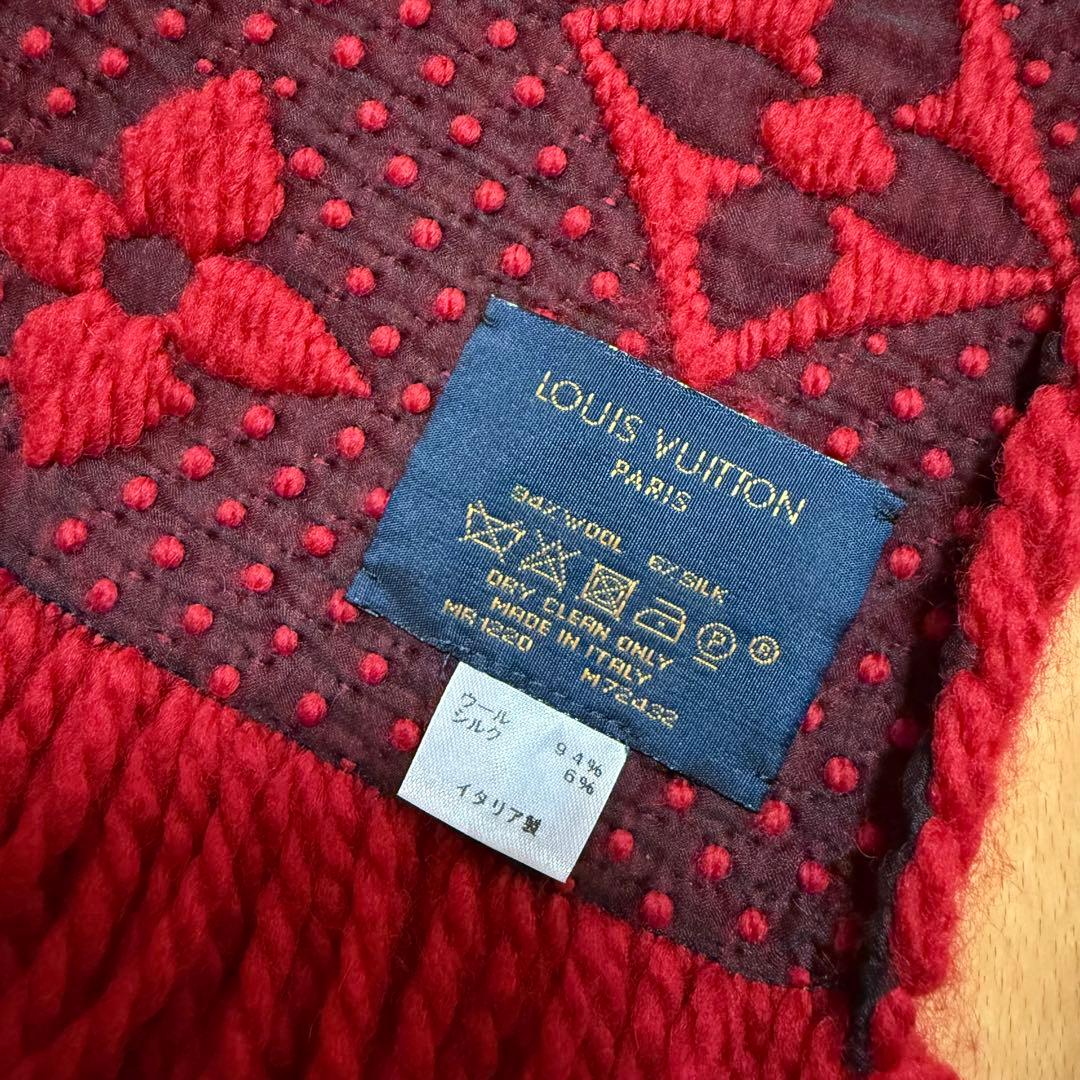 LOUIS VUITTON
PARIS
94% WOOL 6% SILK
P
DRY CLEAN ONLY
MADE IN ITALY
MR1220 M72432
ウール 94%
シルク 6%
イタリア製